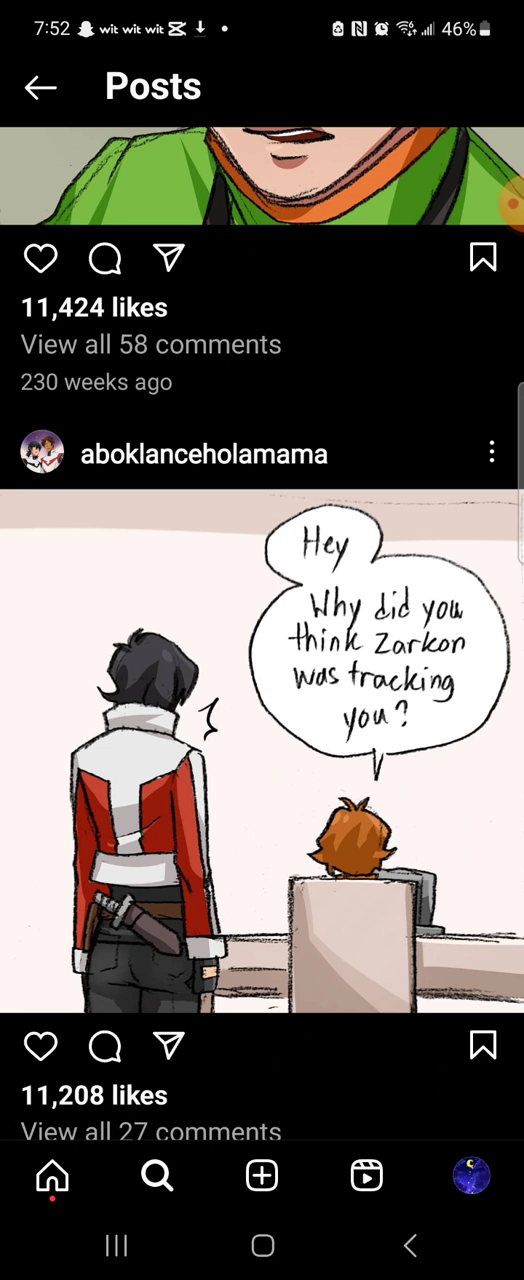 7:52 wit wit wit 46%
Posts
11,424 likes
View all 58 comments
230 weeks ago
aboklanceholamama
Hey
Why did you
think Zarkon
was tracking
you?
11,208 likes
View all 27 comments